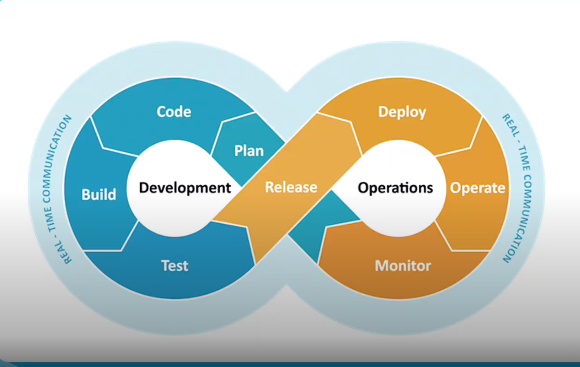 Code
Plan
Development
Build
Test
Release
Deploy
Operations
Operate
Monitor
REAL - TIME COMMUNICATION
REAL - TIME COMMUNICATION